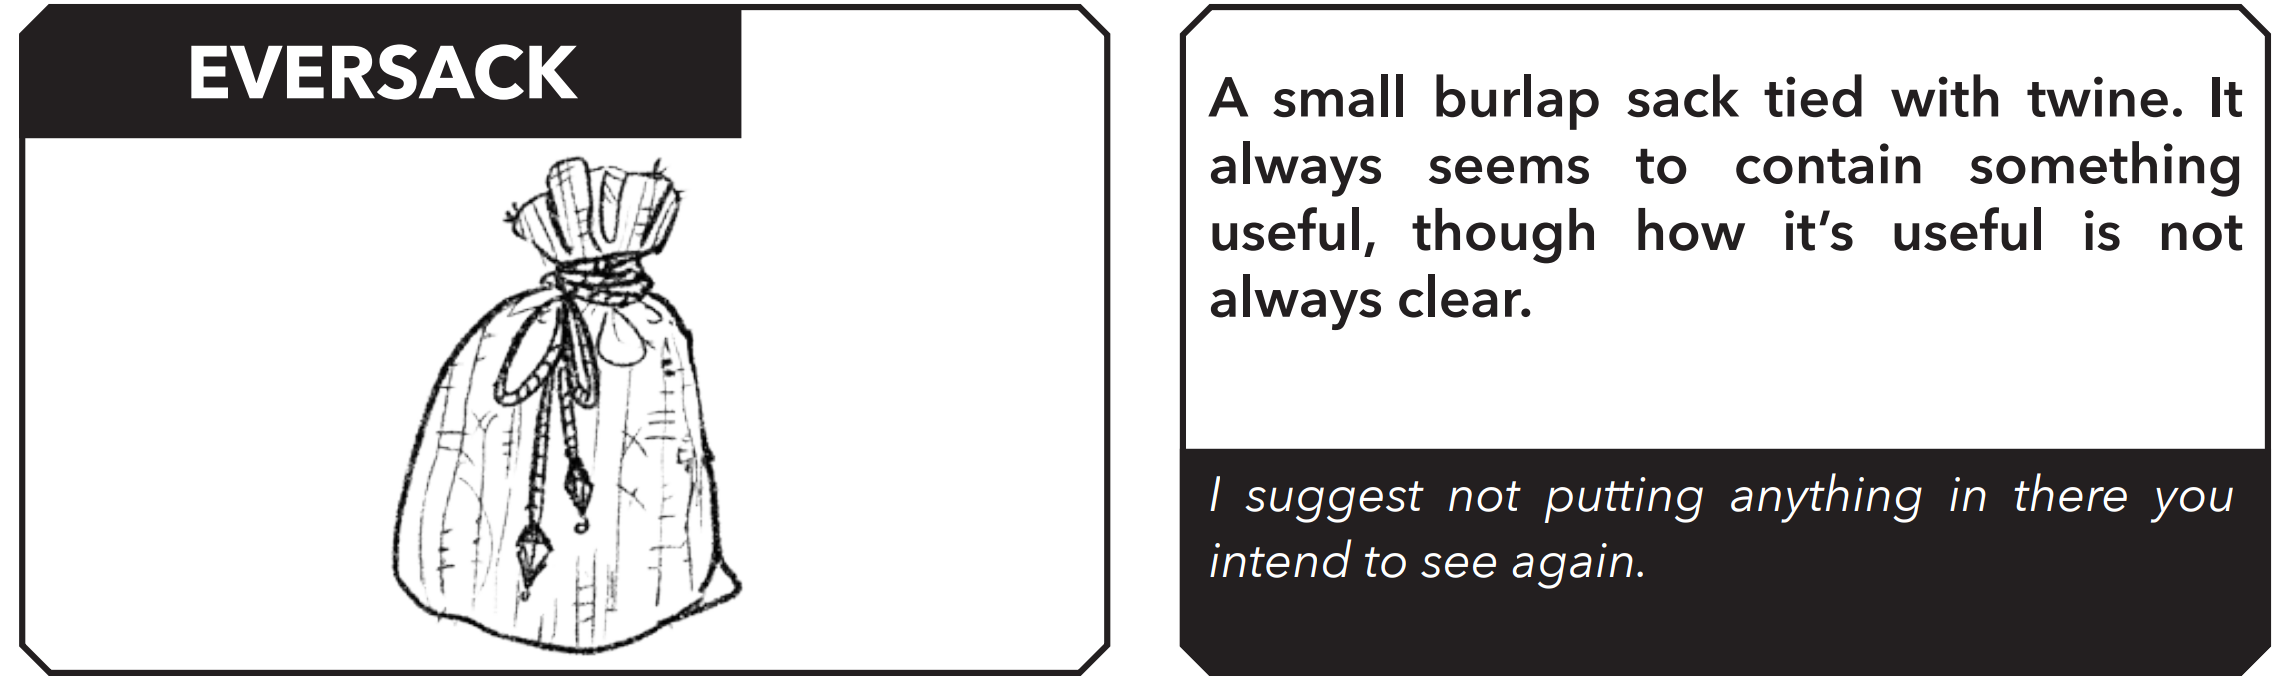 EVERSACK
A small burlap sack tied with twine. It
always seems to contain something
useful, though how it’s useful is not
always clear.
I suggest not putting anything in there you
intend to see again.